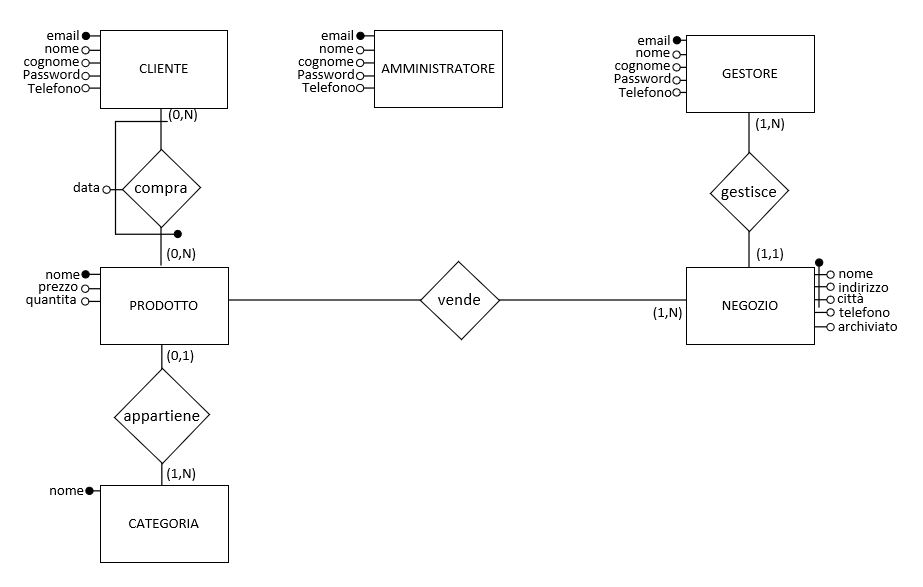 email
nome
cognome
Password
Telefono
CLIENTE
(0,N)
email
nome
cognome
Password
Telefono
AMMINISTRATORE
email
nome
cognome
Password
Telefono
GESTORE
(1,N)
data
compra
(0,N)
gestisce
(1,1)
nome
prezzo
quantita
PRODOTTO
vende
(1,N)
NEGOZIO
nome
indirizzo
città
telefono
archiviato
(0,1)
appartiene
(1,N)
nome
CATEGORIA